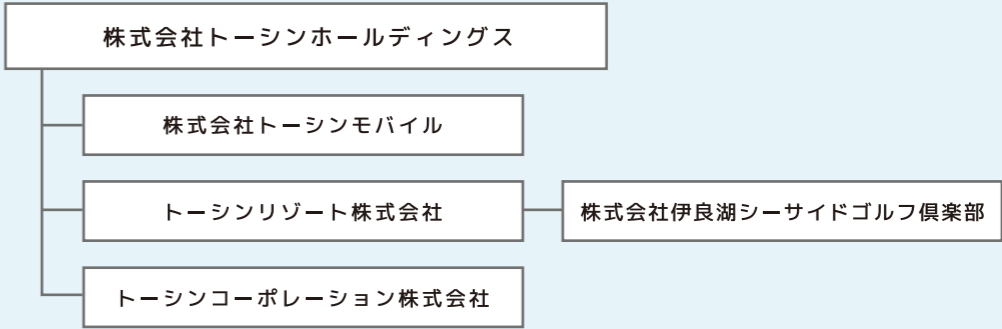 株式会社トーシンホールディングス
株式会社トーシンモバイル
トーシンリゾート株式会社
株式会社伊良湖シーサイドゴルフ倶楽部
トーシンコーポレーション株式会社